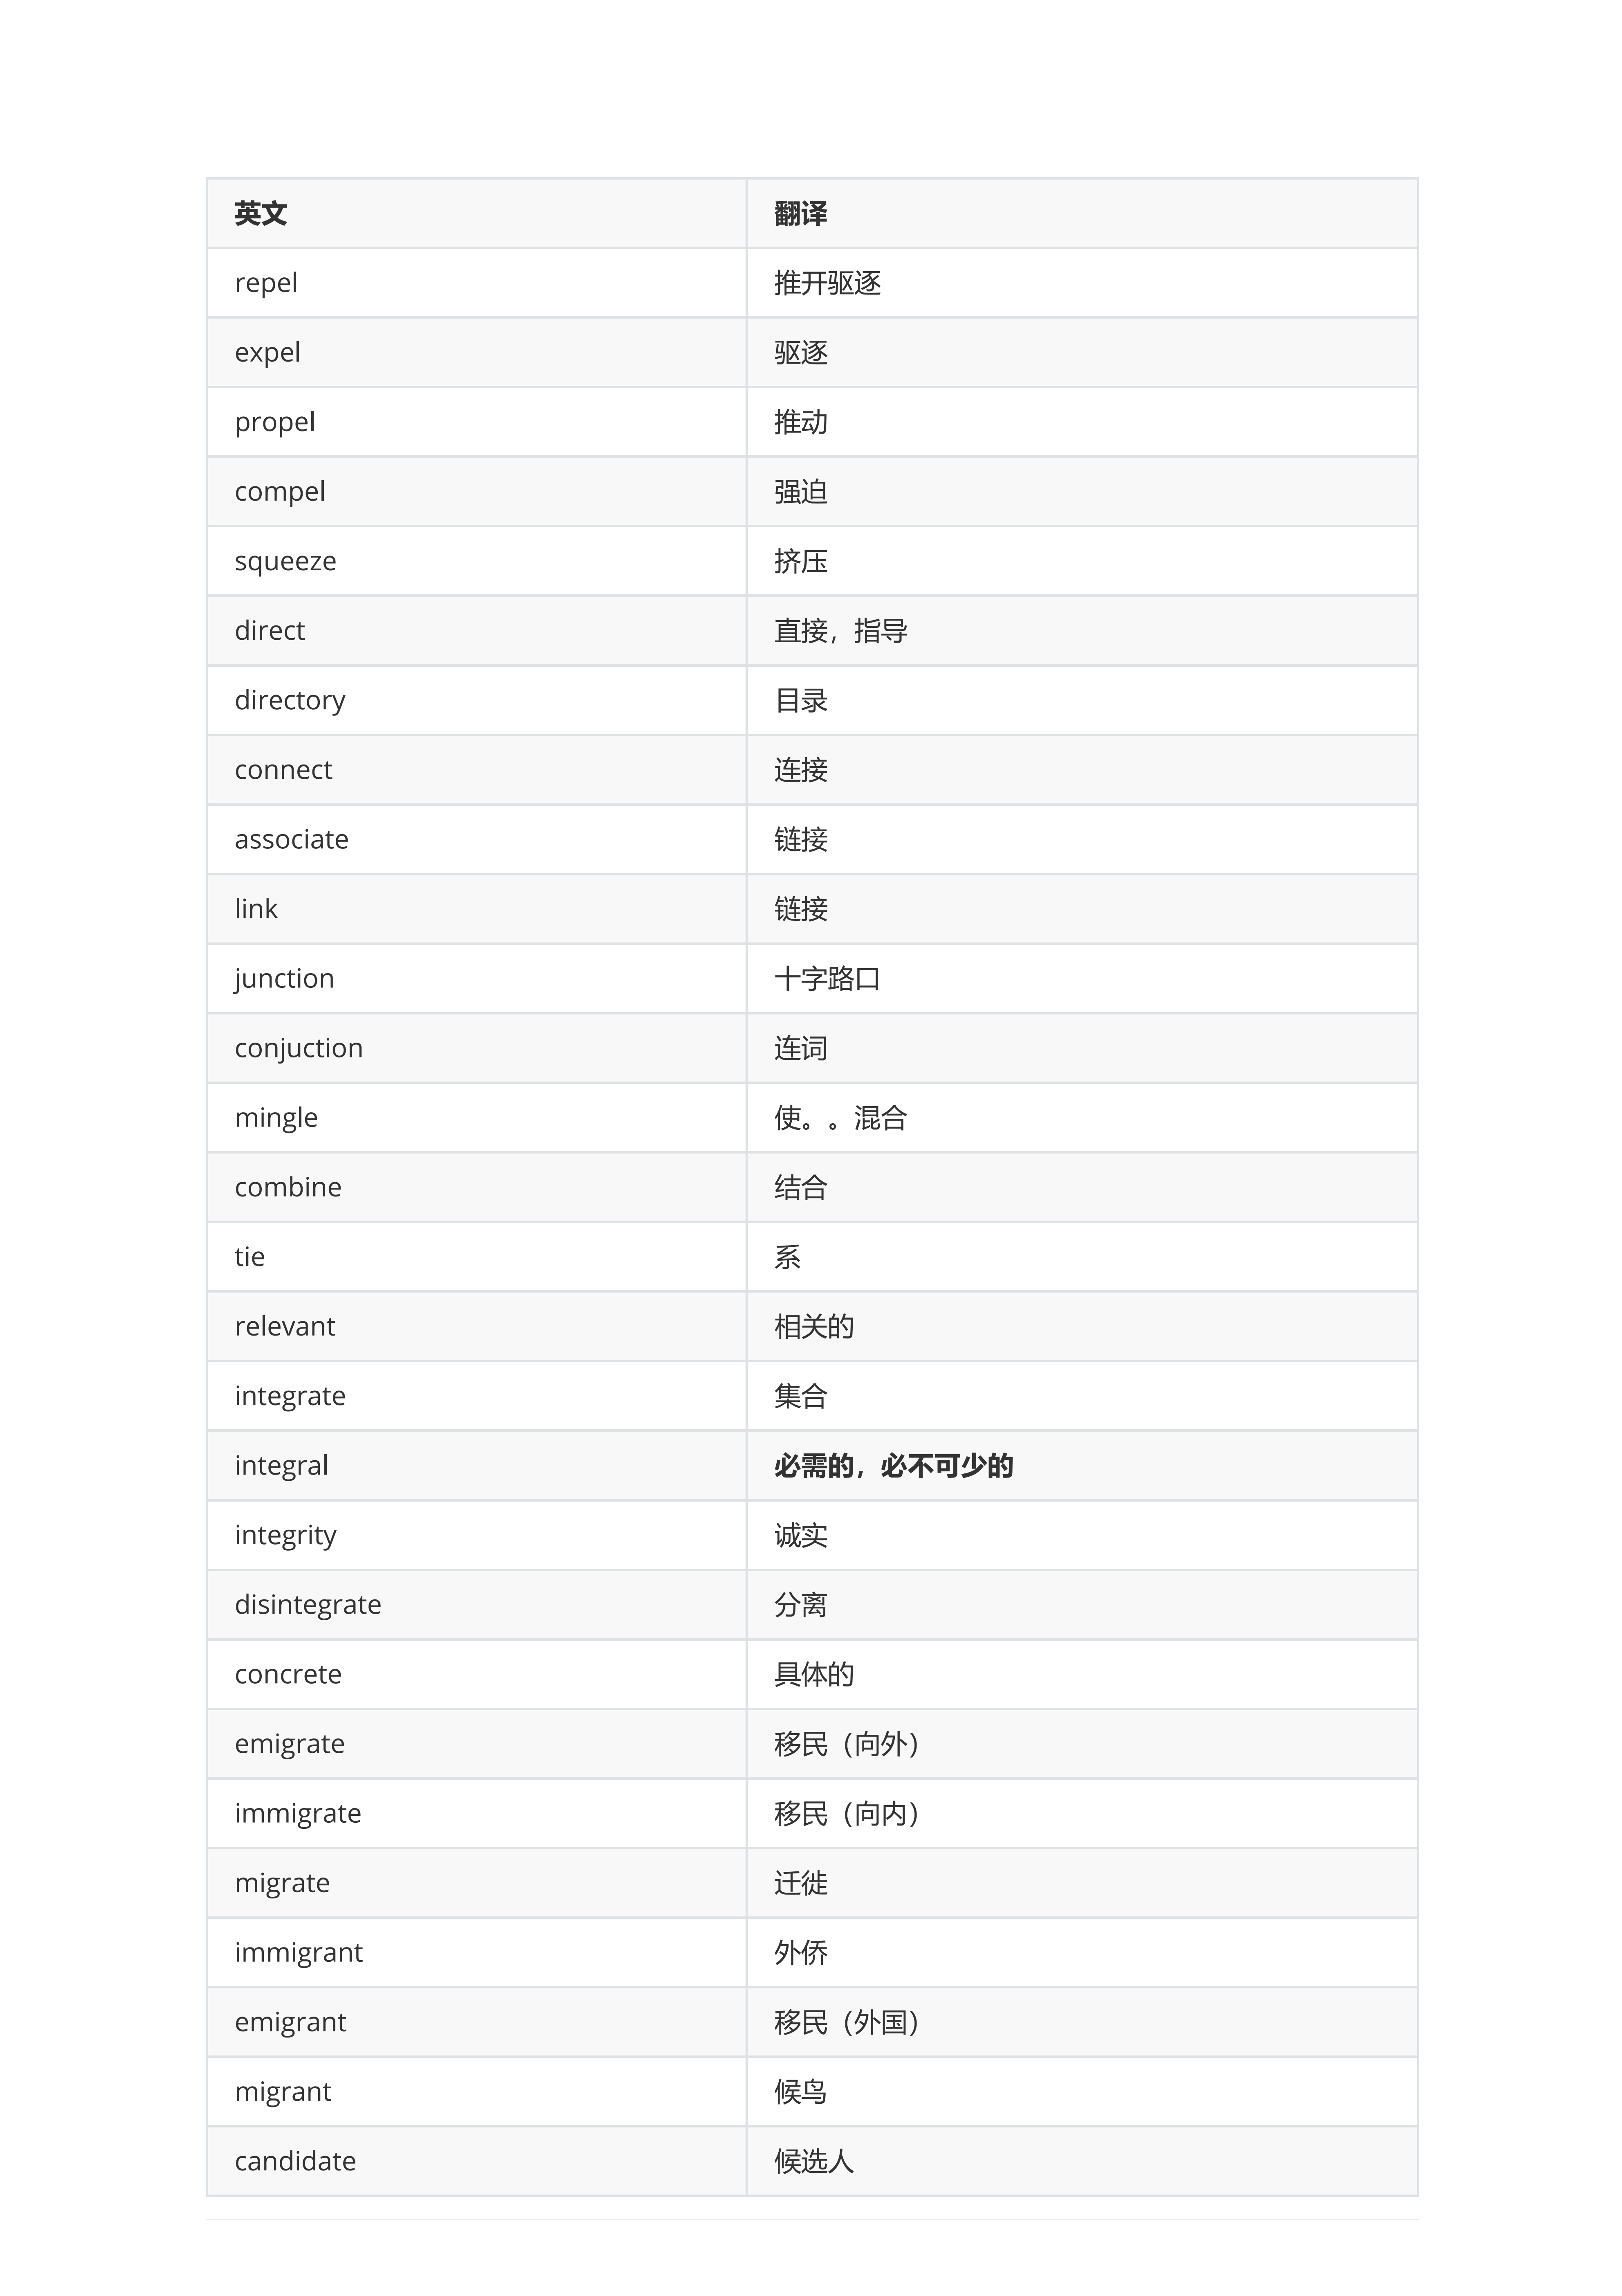 英文 翻译
repel 推开驱逐
expel 驱逐
propel 推动
compel 强迫
squeeze 挤压
direct 直接，指导
directory 目录
connect 连接
associate 链接
link 链接
junction 十字路口
conjuction 连词
mingle 使。。混合
combine 结合
tie 系
relevant 相关的
integrate 集合
integral 必需的，必不可少的
integrity 诚实
disintegrate 分离
concrete 具体的
emigrate 移民（向外）
immigrate 移民（向内）
migrate 迁徙
immigrant 外侨
emigrant 移民（外国）
migrant 候鸟
candidate 候选人